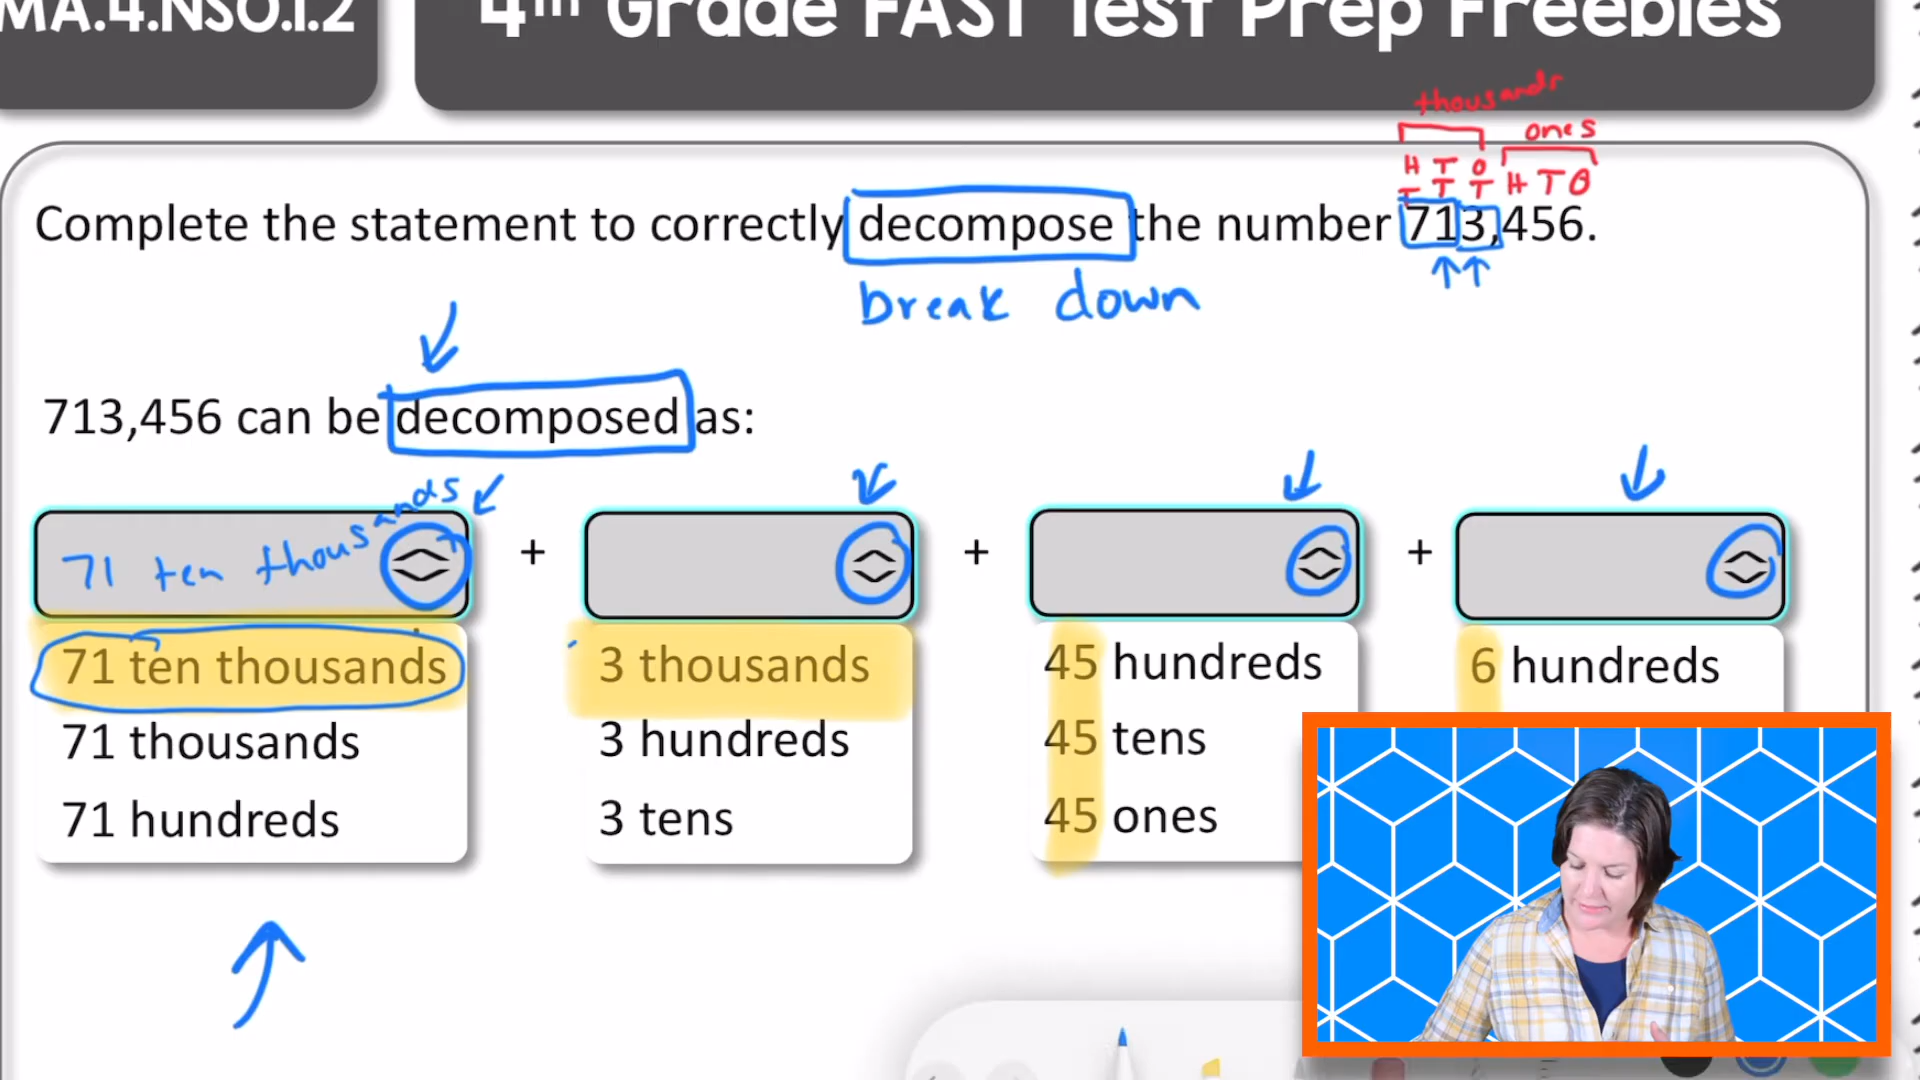 MA.4.NSO.1.2
4th Grade FAST Test Prep Freebies
thousands
ones
H T O H T O
T T T
Complete the statement to correctly decompose the number 713,456.
break down
713,456 can be decomposed as:
71 ten thousands + + +
71 ten thousands 3 thousands 45 hundreds 6 hundreds
71 thousands 3 hundreds 45 tens
71 hundreds 3 tens 45 ones